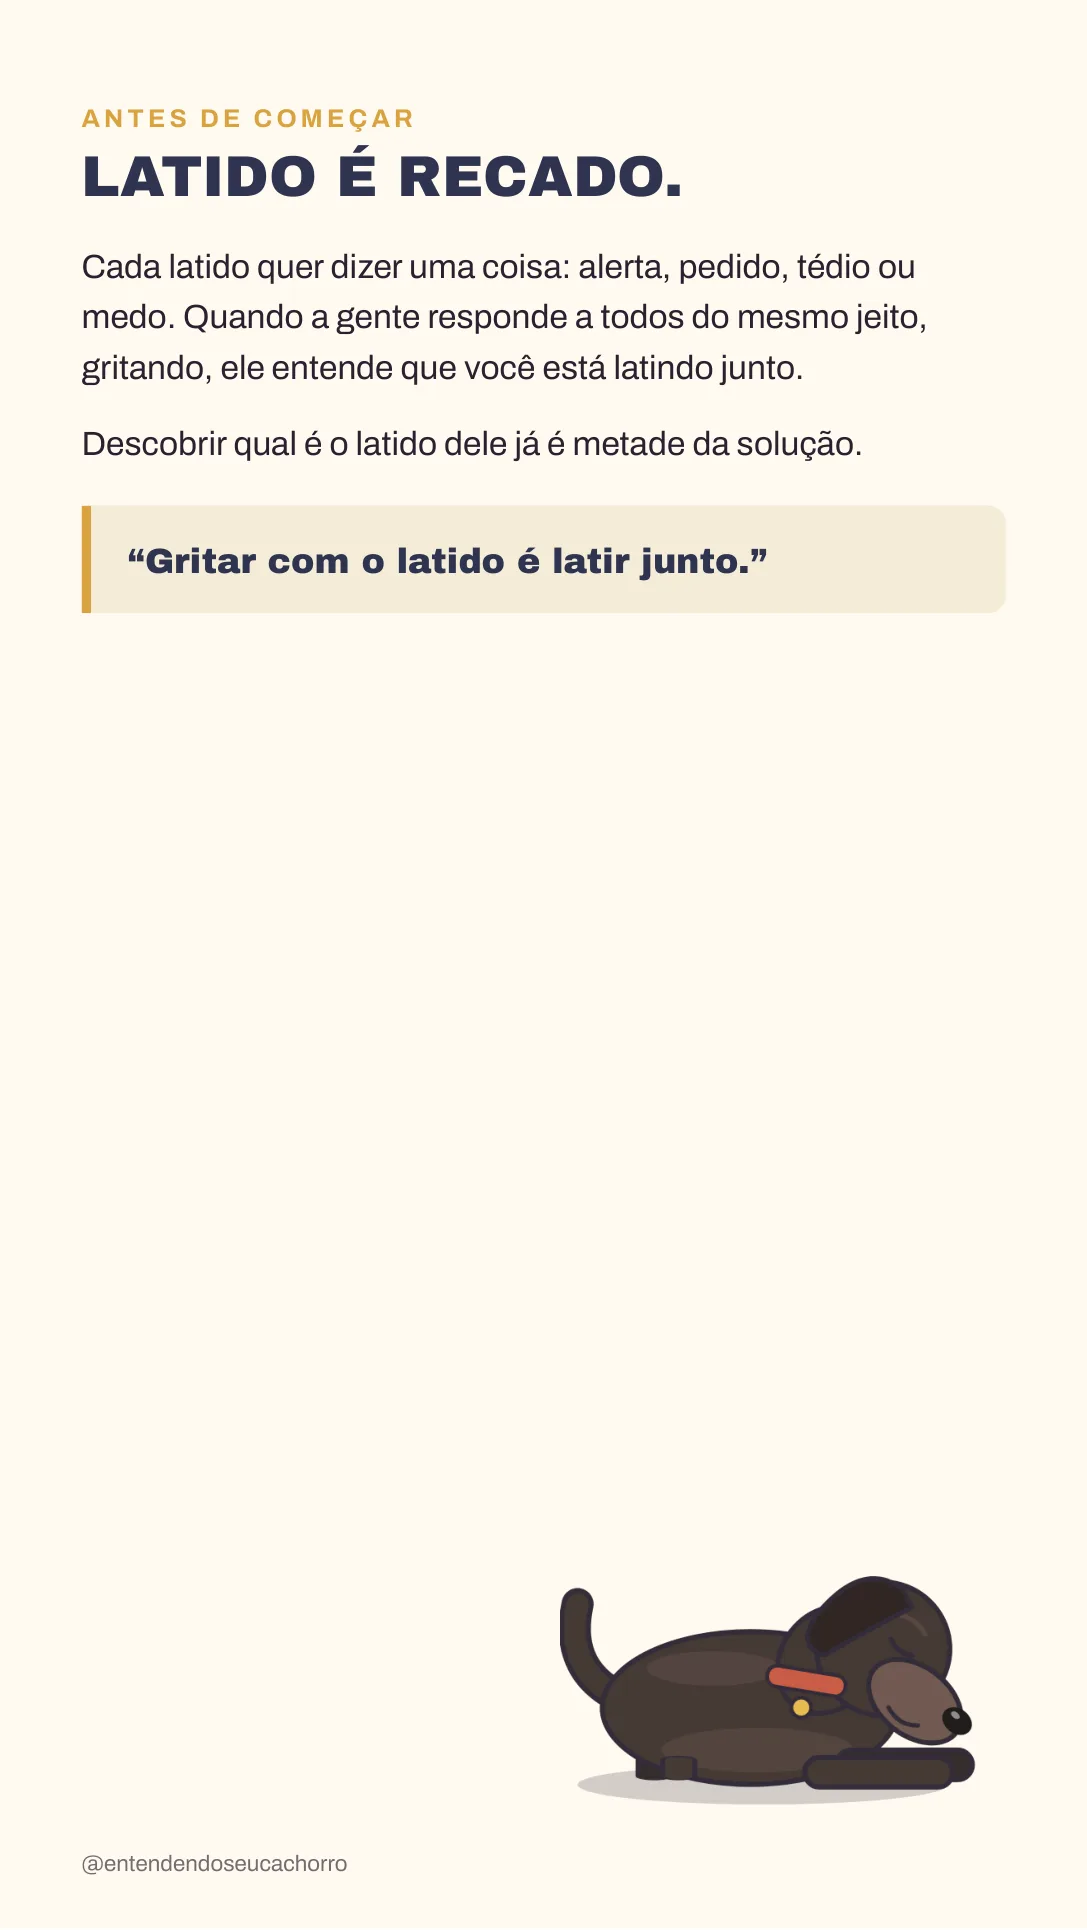 ANTES DE COMEÇAR
LATIDO É RECADO.
Cada latido quer dizer uma coisa: alerta, pedido, tédio ou
medo. Quando a gente responde a todos do mesmo jeito,
gritando, ele entende que você está latindo junto.
Descobrir qual é o latido dele já é metade da solução.
“Gritar com o latido é latir junto.”
@entendendoseucachorro